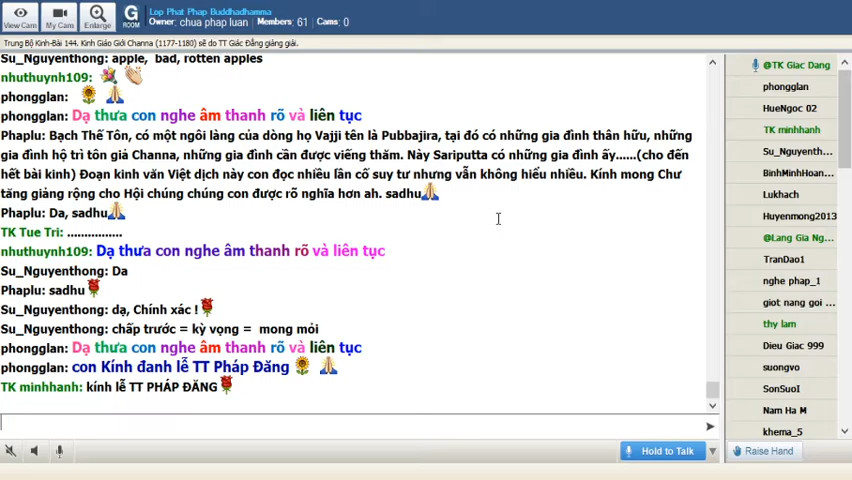 View Cam
My Cam
Enlarge
G
ROOM
Lop Phat Phap Buddhadhamma
Owner: chua phap luan Members: 61 Cams: 0
Trung Bộ Kinh-Bài 144. Kinh Giáo Giới Channa (1177-1180) sẽ do TT Giác Đẳng giảng giải.
Su_Nguyenthong: apple, bad, rotten apples
nhuthuynh109:
phongglan:
phongglan: Dạ thưa con nghe âm thanh rõ và liên tục
Phaplu: Bạch Thế Tôn, có một ngôi làng của dòng họ Vajji tên là Pubbajira, tại đó có những gia đình thân hữu, những
gia đình hộ trì tôn giả Channa, những gia đình cần được viếng thăm. Này Sariputta có những gia đình ấy......(cho đến
hết bài kinh) Đoạn kinh văn Việt dịch này con đọc nhiều lần cố suy tư nhưng vẫn không hiểu nhiều. Kính mong Chư
tăng giảng rộng cho Hội chúng chúng con được rõ nghĩa hơn ah. sadhu
Phaplu: Da, sadhu
TK Tue Tri: ................
nhuthuynh109: Dạ thưa con nghe âm thanh rõ và liên tục
Su_Nguyenthong: Da
Phaplu: sadhu
Su_Nguyenthong: dạ, Chính xác !
Su_Nguyenthong: chấp trước = kỳ vọng = mong mỏi
phongglan: Dạ thưa con nghe âm thanh rõ và liên tục
phongglan: con Kính đanh lễ TT Pháp Đăng
TK minhhanh: kính lễ TT PHÁP ĐĂNG
@TK Giac Dang
phongglan
HueNgoc 02
TK minhhanh
Su_Nguyenth...
BinhMinhHoan...
Lukhach
Huyenmong2013
@Lang Gia Ng...
TranDao1
nghe phap_1
giot nang goi ...
thy lam
Dieu Giac 999
suongvo
SonSuoI
Nam Ha M
khema_5
Hold to Talk
Raise Hand